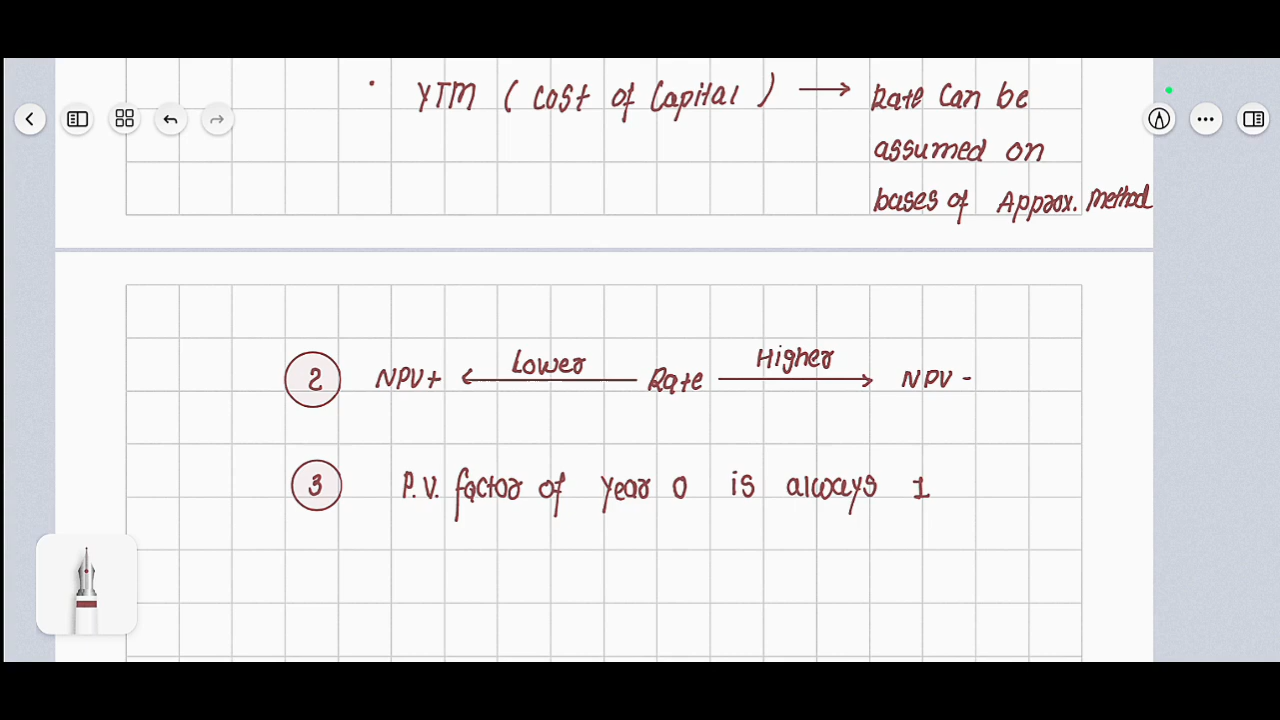 • YTM ( Cost of Capital ) → Rate Can be
assumed on
bases of Approx. Method
2 NPV+ ← Lower Rate Higher → NPV -
3 P.V. factor of year 0 is always 1